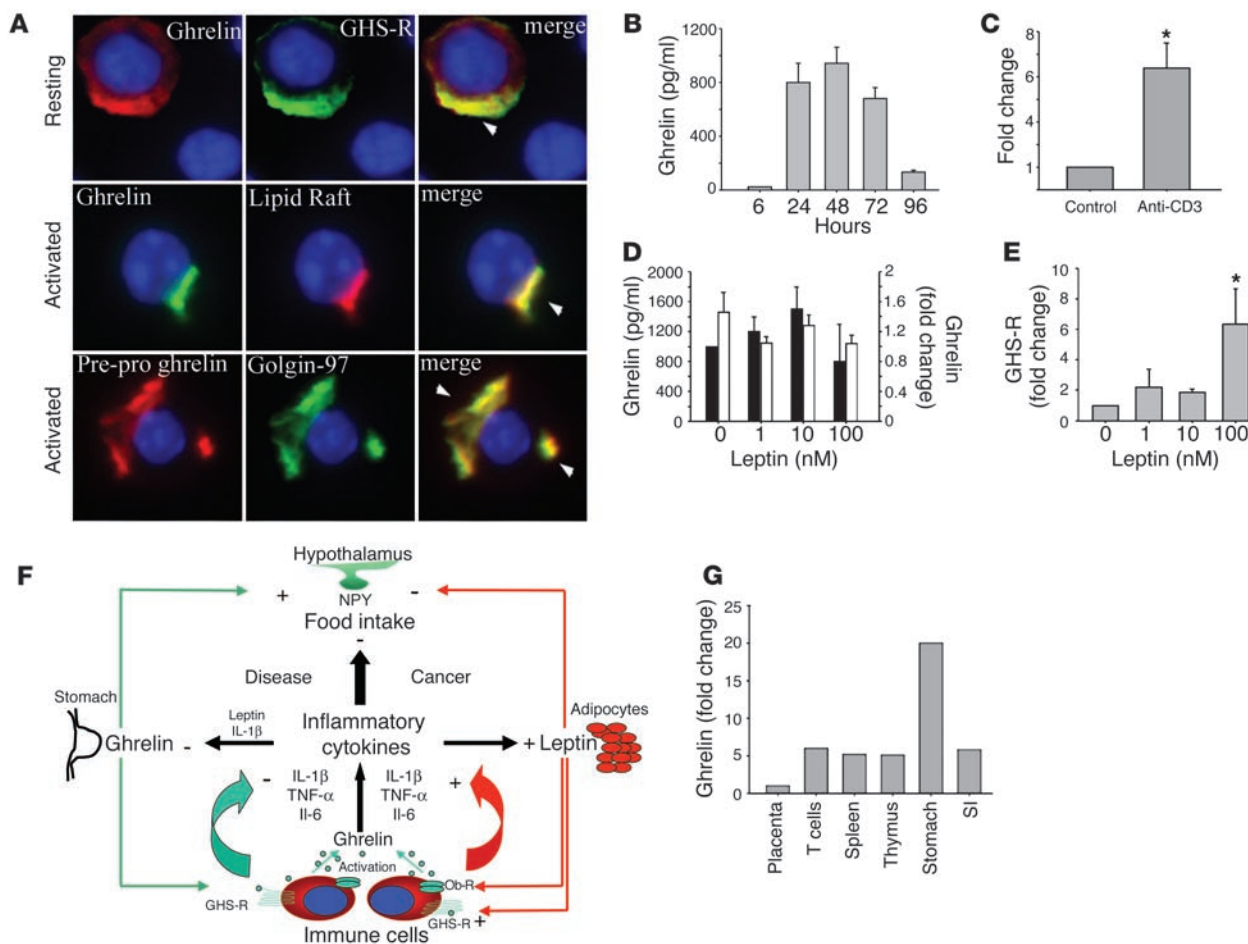 A
Resting
Ghrelin
GHS-R
merge
Activated
Ghrelin
Lipid Raft
merge
Activated
Pre-pro ghrelin
Golgin-97
merge
B
Ghrelin (pg/ml)
1200
800
400
0
6 24 48 72 96
Hours
C
Fold change
8
6
4
2
1
*
Control Anti-CD3
D
Ghrelin (pg/ml)
2000
1600
1200
1000
800
400
0
2
1.6
1.2
0.8
0.4
0
Ghrelin
(fold change)
0 1 10 100
Leptin (nM)
E
GHS-R
(fold change)
10
8
6
4
2
0
*
0 1 10 100
Leptin (nM)
F
Hypothalamus
+ NPY -
Food intake
-
Disease Cancer
Stomach
Ghrelin -
Leptin
IL-1β
Inflammatory
cytokines
+ Leptin
Adipocytes
-
IL-1β
TNF-α
Il-6
IL-1β
TNF-α
Il-6
+
Ghrelin
Activation
GHS-R
Ob-R
GHS-R +
Immune cells
G
Ghrelin (fold change)
25
20
15
10
5
0
Placenta
T cells
Spleen
Thymus
Stomach
SI